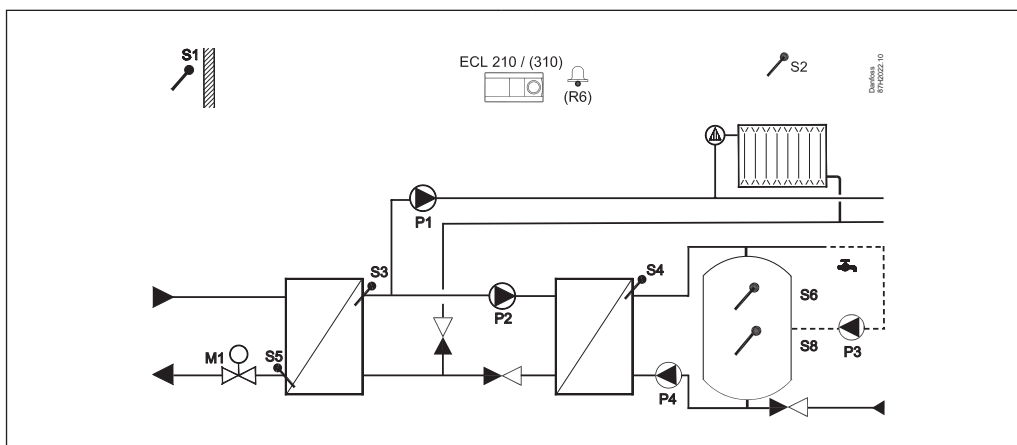 S1
ECL 210 / (310)
(R6)
S2
Danfoss
87H2022.10
P1
S3
S4
P2
S6
S8
P3
M1
S5
P4